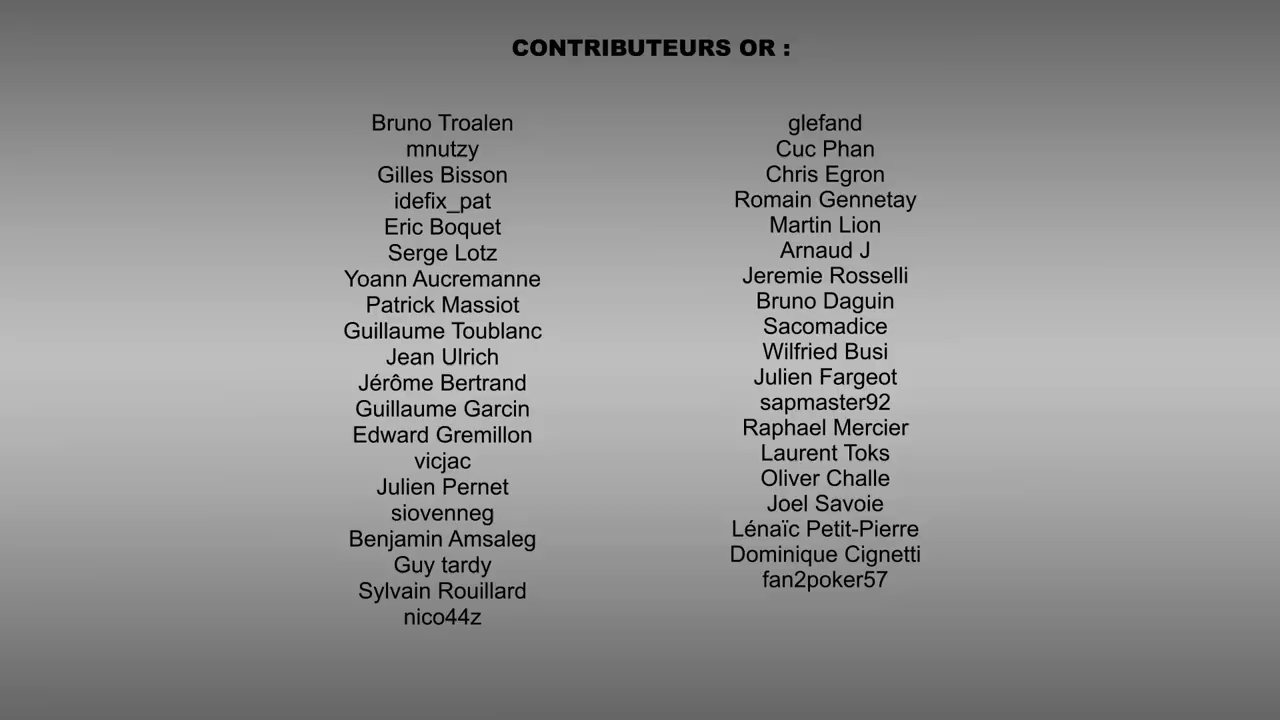 CONTRIBUTEURS OR :
Bruno Troalen
mnutzy
Gilles Bisson
idefix_pat
Eric Boquet
Serge Lotz
Yoann Aucremanne
Patrick Massiot
Guillaume Toublanc
Jean Ulrich
Jérôme Bertrand
Guillaume Garcin
Edward Gremillon
vicjac
Julien Pernet
siovenneg
Benjamin Amsaleg
Guy tardy
Sylvain Rouillard
nico44z
glefand
Cuc Phan
Chris Egron
Romain Gennetay
Martin Lion
Arnaud J
Jeremie Rosselli
Bruno Daguin
Sacomadice
Wilfried Busi
Julien Fargeot
sapmaster92
Raphael Mercier
Laurent Toks
Oliver Challe
Joel Savoie
Lénaïc Petit-Pierre
Dominique Cignetti
fan2poker57